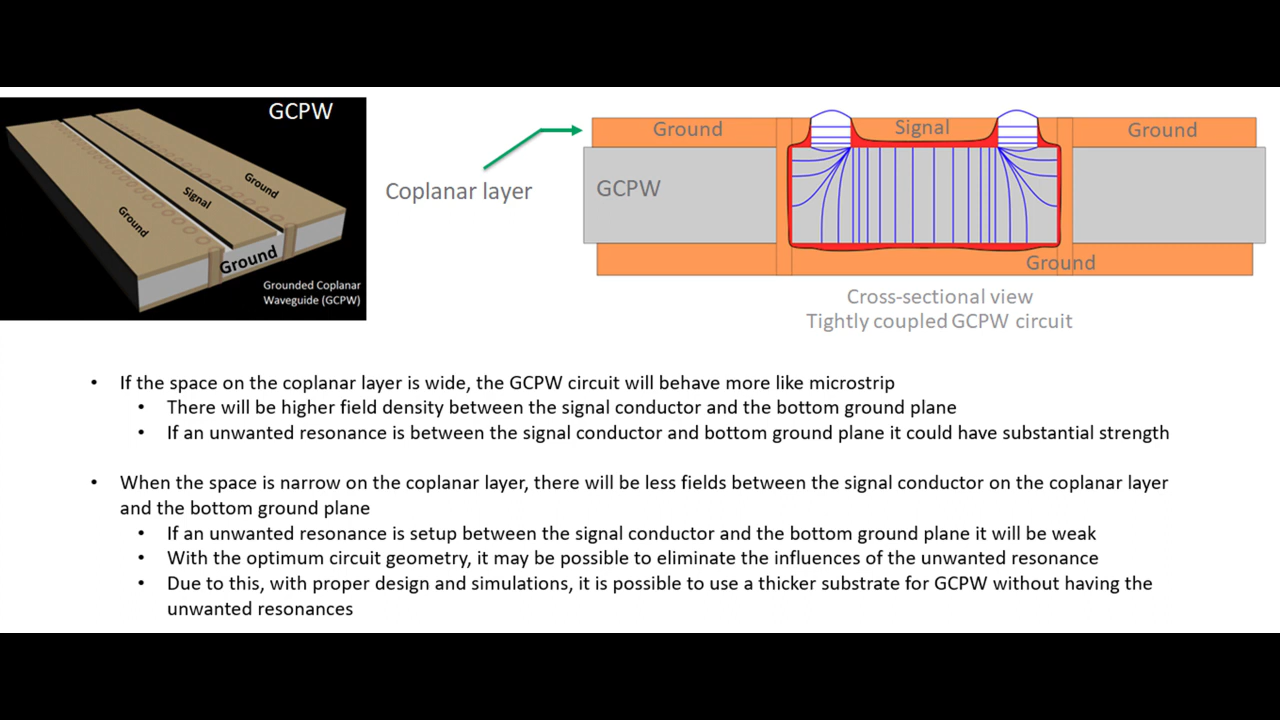 GCPW
Ground
Signal
Ground
Ground
Grounded Coplanar
Waveguide (GCPW)
Coplanar layer
Ground
Signal
Ground
GCPW
Ground
Cross-sectional view
Tightly coupled GCPW circuit
• If the space on the coplanar layer is wide, the GCPW circuit will behave more like microstrip
• There will be higher field density between the signal conductor and the bottom ground plane
• If an unwanted resonance is between the signal conductor and bottom ground plane it could have substantial strength
• When the space is narrow on the coplanar layer, there will be less fields between the signal conductor on the coplanar layer
and the bottom ground plane
• If an unwanted resonance is setup between the signal conductor and the bottom ground plane it will be weak
• With the optimum circuit geometry, it may be possible to eliminate the influences of the unwanted resonance
• Due to this, with proper design and simulations, it is possible to use a thicker substrate for GCPW without having the
unwanted resonances